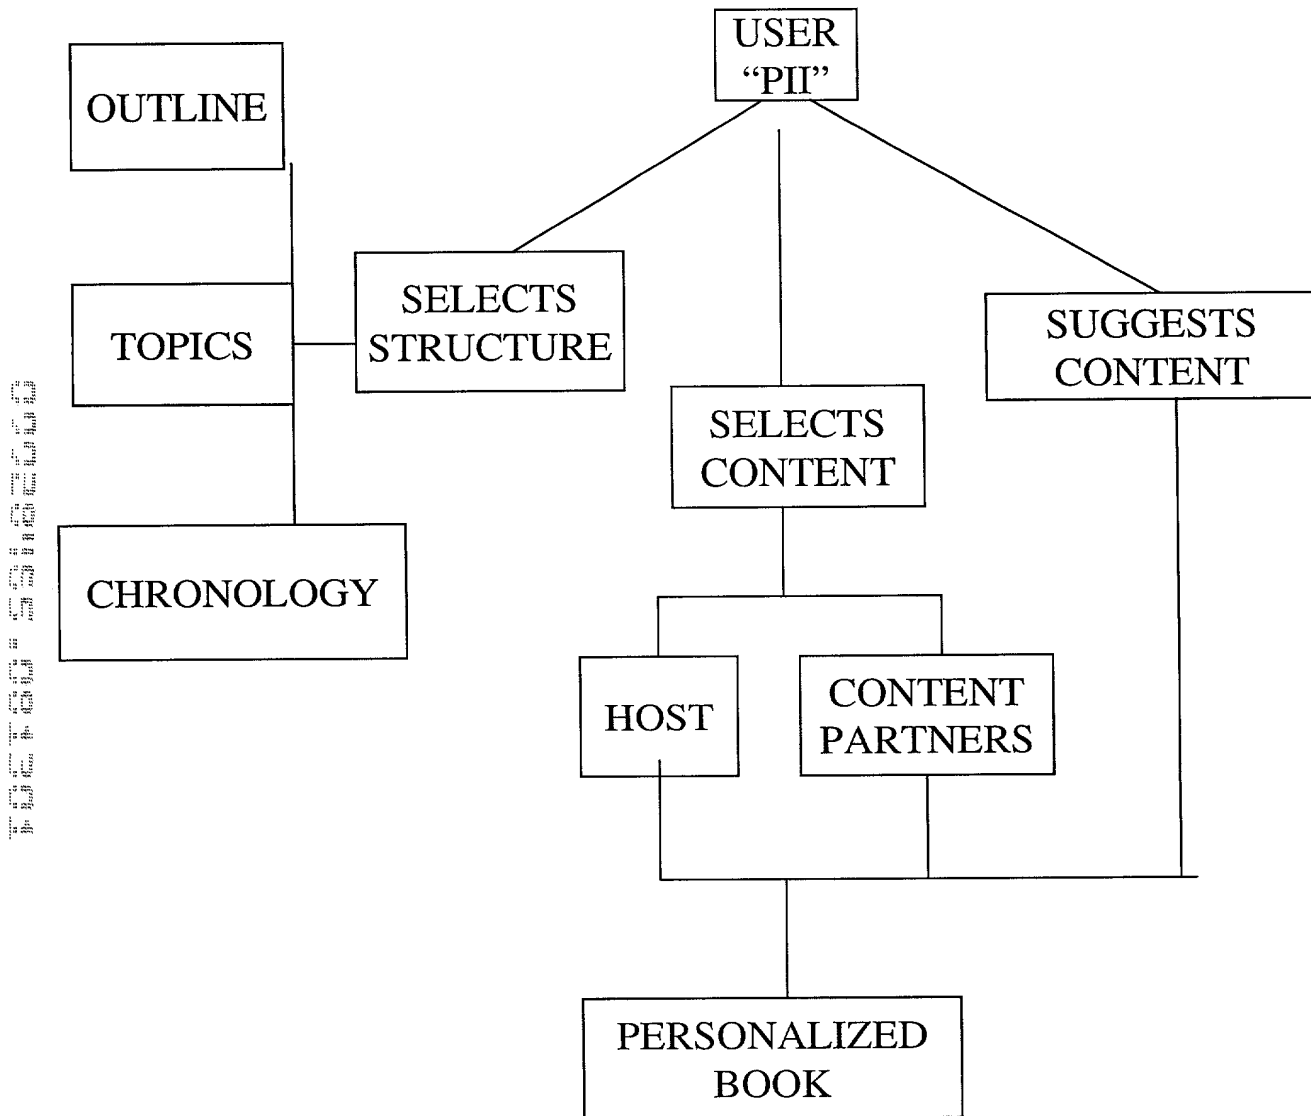 USER
“PII”
OUTLINE
SELECTS
STRUCTURE
TOPICS
SUGGESTS
CONTENT
SELECTS
CONTENT
CHRONOLOGY
HOST
CONTENT
PARTNERS
PERSONALIZED
BOOK